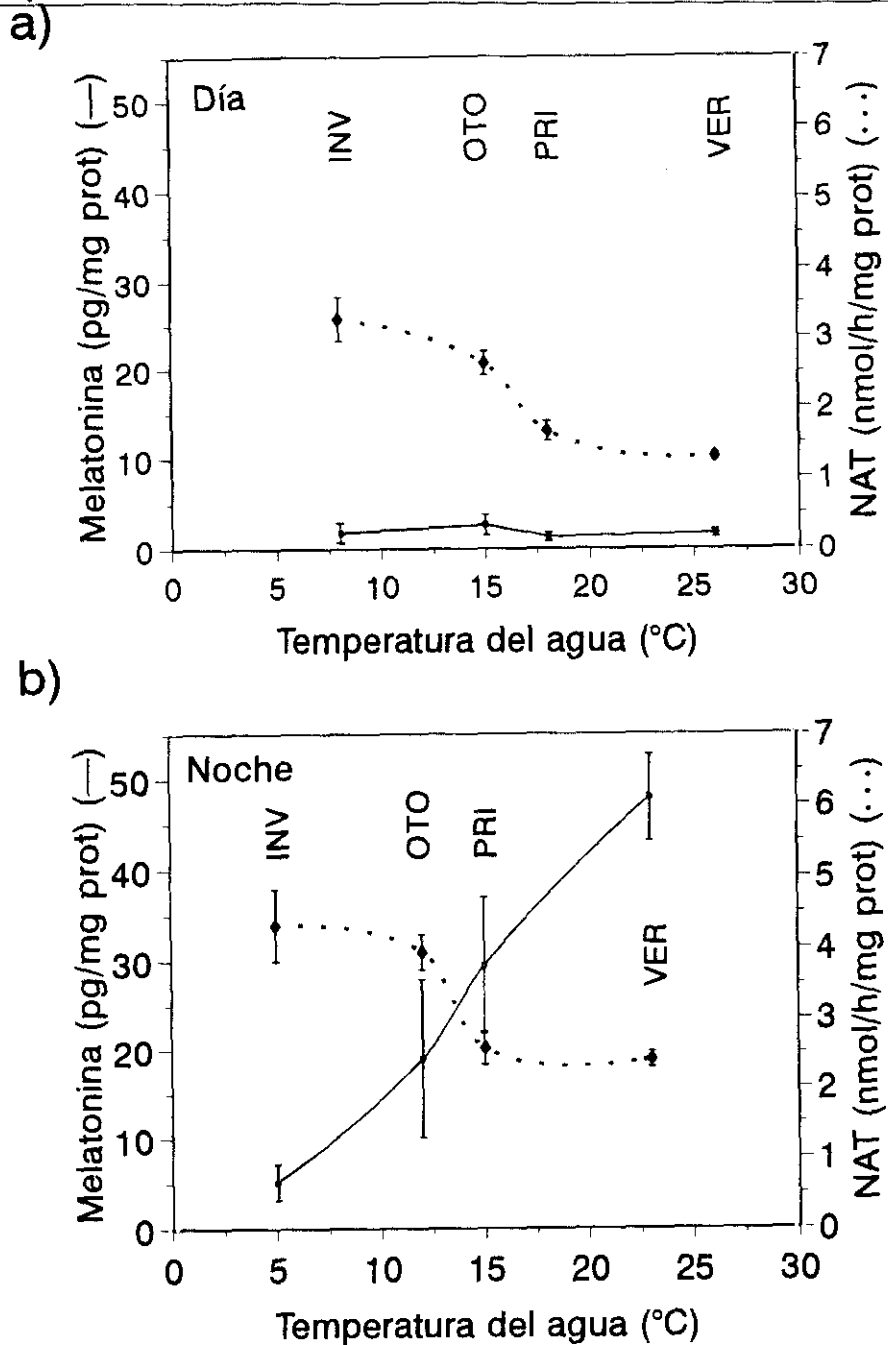 a)
Día
INV
OTO
PRI
VER
Melatonina (pg/mg prot) (—)
50
40
30
20
10
0
NAT (nmol/h/mg prot) (···)
7
6
5
4
3
2
1
0
0 5 10 15 20 25 30
Temperatura del agua (°C)
b)
Noche
INV
OTO
PRI
VER
Melatonina (pg/mg prot) (—)
50
40
30
20
10
0
NAT (nmol/h/mg prot) (···)
7
6
5
4
3
2
1
0
0 5 10 15 20 25 30
Temperatura del agua (°C)